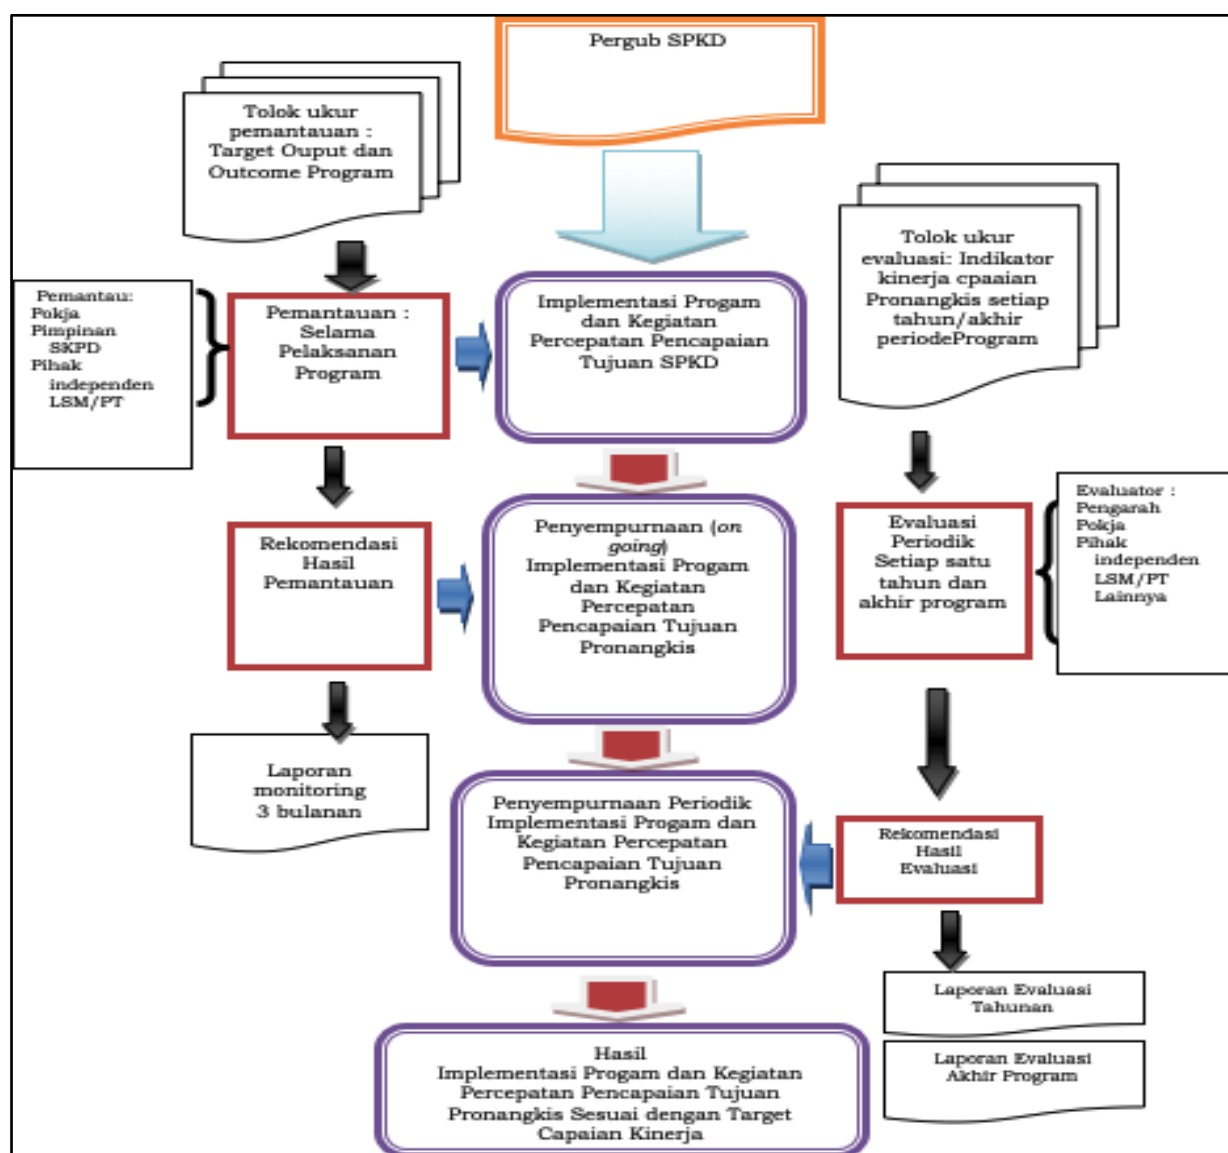 Pergub SPKD
Tolok ukur
pemantauan :
Target Ouput dan
Outcome Program
Tolok ukur
evaluasi: Indikator
kinerja cpaaian
Pronangkis setiap
tahun/akhir
periodeProgram
Pemantau:
Pokja
Pimpinan
SKPD
Pihak
independen
LSM/PT
Pemantauan :
Selama
Pelaksanan
Program
Implementasi Progam
dan Kegiatan
Percepatan Pencapaian
Tujuan SPKD
Rekomendasi
Hasil
Pemantauan
Penyempurnaan (on
going)
Implementasi Progam
dan Kegiatan
Percepatan
Pencapaian Tujuan
Pronangkis
Evaluasi
Periodik
Setiap satu
tahun dan
akhir program
Evaluator :
Pengarah
Pokja
Pihak
independen
LSM/PT
Lainnya
Laporan
monitoring
3 bulanan
Penyempurnaan Periodik
Implementasi Progam dan
Kegiatan Percepatan
Pencapaian Tujuan
Pronangkis
Rekomendasi
Hasil
Evaluasi
Laporan Evaluasi
Tahunan
Laporan Evaluasi
Akhir Program
Hasil
Implementasi Progam dan Kegiatan
Percepatan Pencapaian Tujuan
Pronangkis Sesuai dengan Target
Capaian Kinerja